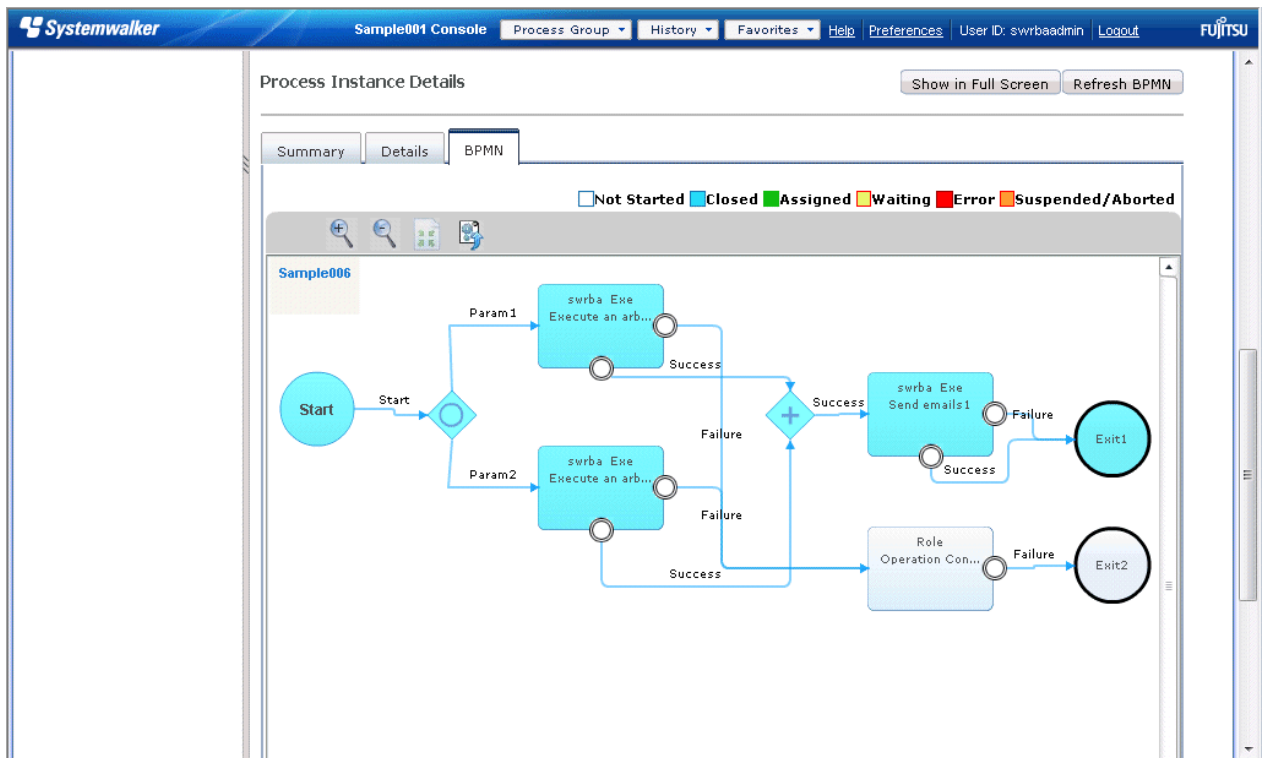 Systemwalker Sample001 Console Process Group History Favorites Help Preferences User ID: swrbaadmin Logout FUJITSU
Process Instance Details Show in Full Screen Refresh BPMN
Summary Details BPMN
Not Started Closed Assigned Waiting Error Suspended/Aborted
Sample006
swrba Exe
Execute an arb...
Param1
Success
Start
Start
Failure
swrba Exe
Execute an arb...
Param2
Failure
Success
Success
swrba Exe
Send emails1
Failure
Success
Exit1
Role
Operation Con...
Failure
Exit2